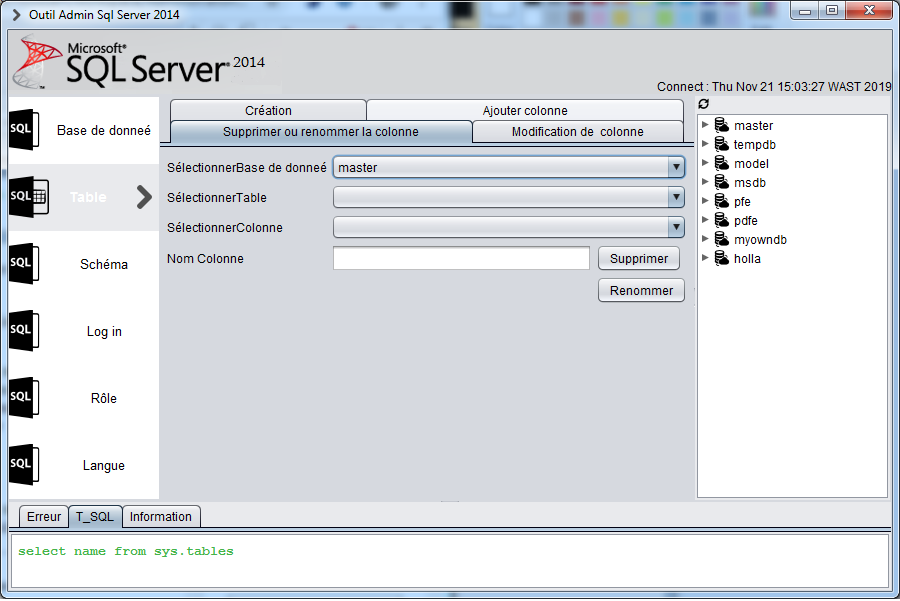 Outil Admin Sql Server 2014
Microsoft®
SQL Server® 2014
Connect : Thu Nov 21 15:03:27 WAST 2019
SQL Base de donneé
SQL Table
SQL Schéma
SQL Log in
SQL Rôle
SQL Langue
Création
Ajouter colonne
Supprimer ou renommer la colonne
Modification de colonne
SélectionnerBase de donneé master
SélectionnerTable
SélectionnerColonne
Nom Colonne
Supprimer
Renommer
master
tempdb
model
msdb
pfe
pdfe
myowndb
holla
Erreur T_SQL Information
select name from sys.tables